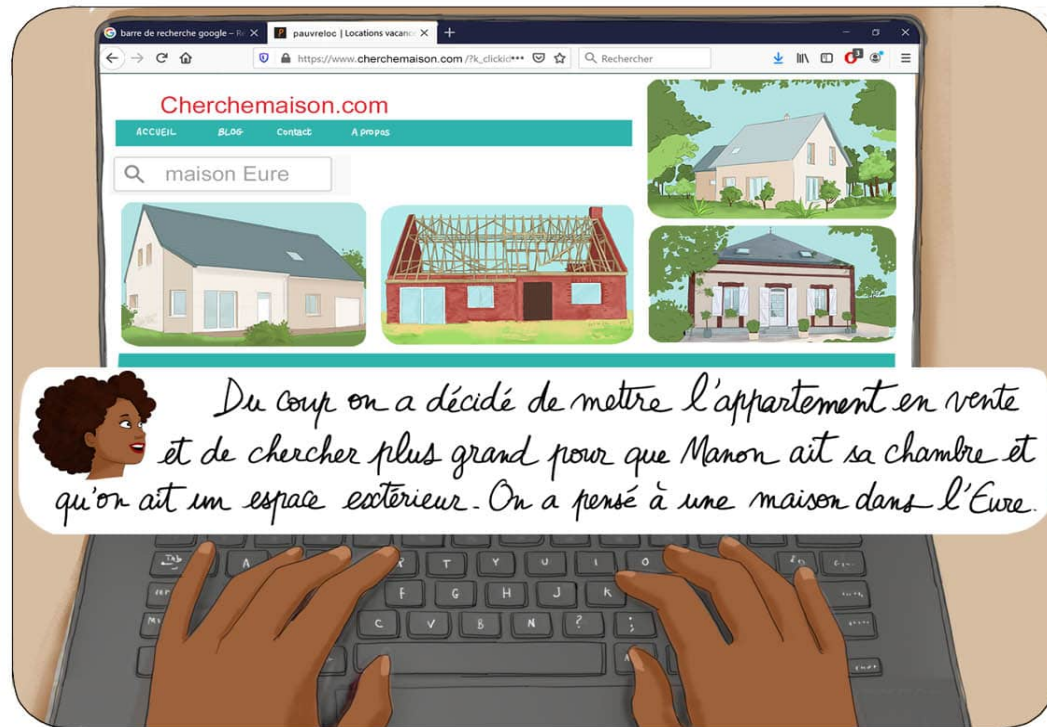 barre de recherche google – R
pauvreloc | Locations vacanc
https://www.cherchemaison.com /?k_clickid•••
Rechercher
3
Cherchemaison.com
ACCUEIL BLOG Contact A propos
maison Eure
Du coup on a décidé de mettre l'appartement en vente
et de chercher plus grand pour que Manon ait sa chambre et
qu'on ait un espace extérieur. On a pensé à une maison dans l'Eure.
Tab A R T Y U I O
F G H J K
C V B N ? ;